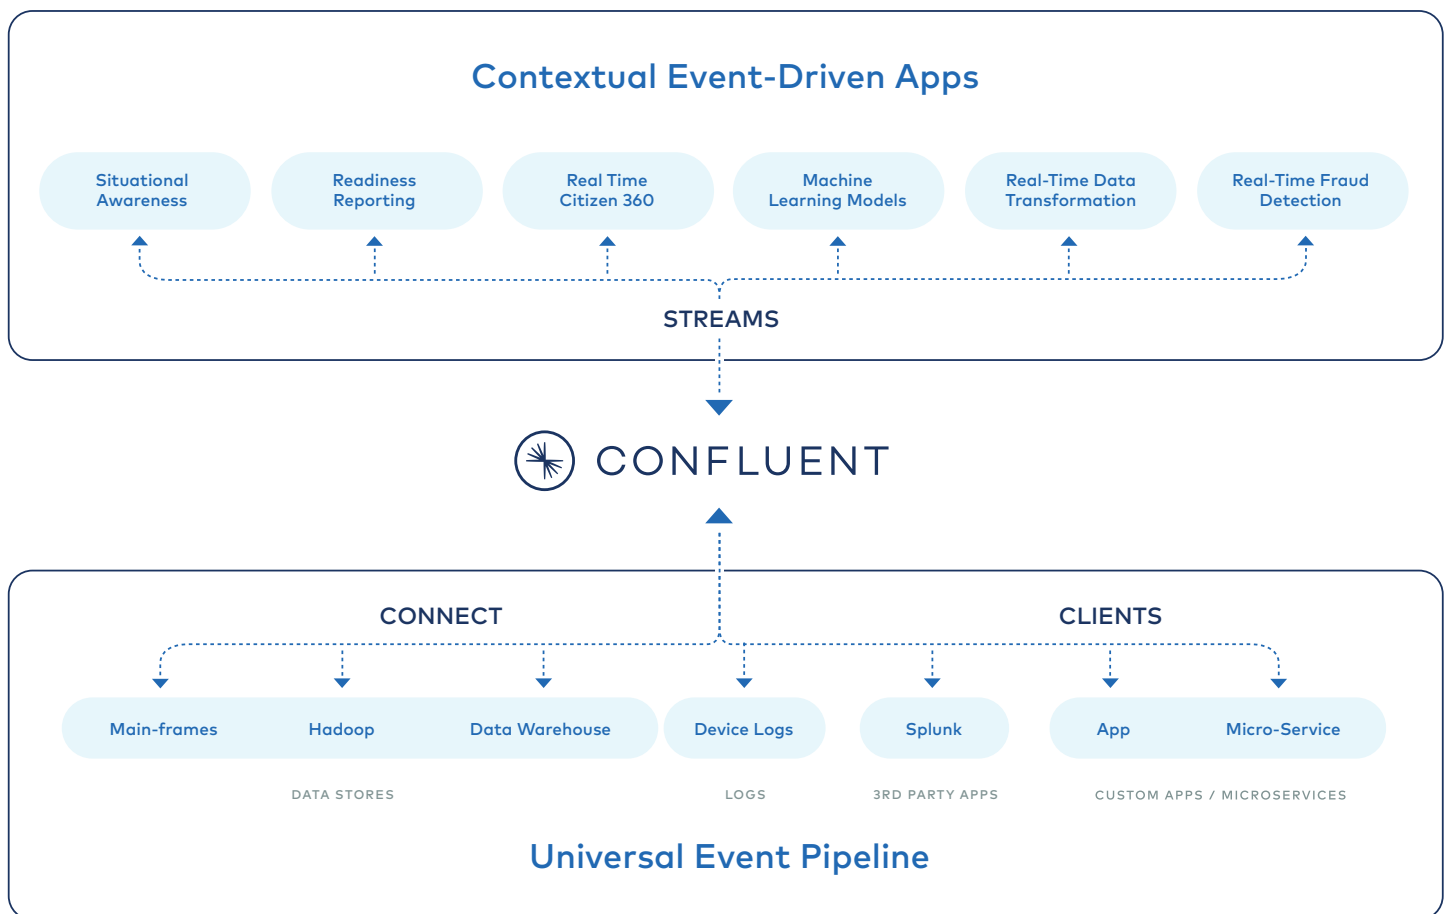 Contextual Event-Driven Apps
Situational
Awareness
Readiness
Reporting
Real Time
Citizen 360
Machine
Learning Models
Real-Time Data
Transformation
Real-Time Fraud
Detection
STREAMS
CONFLUENT
CONNECT
CLIENTS
Main-frames
Hadoop
Data Warehouse
Device Logs
Splunk
App
Micro-Service
DATA STORES
LOGS
3RD PARTY APPS
CUSTOM APPS / MICROSERVICES
Universal Event Pipeline